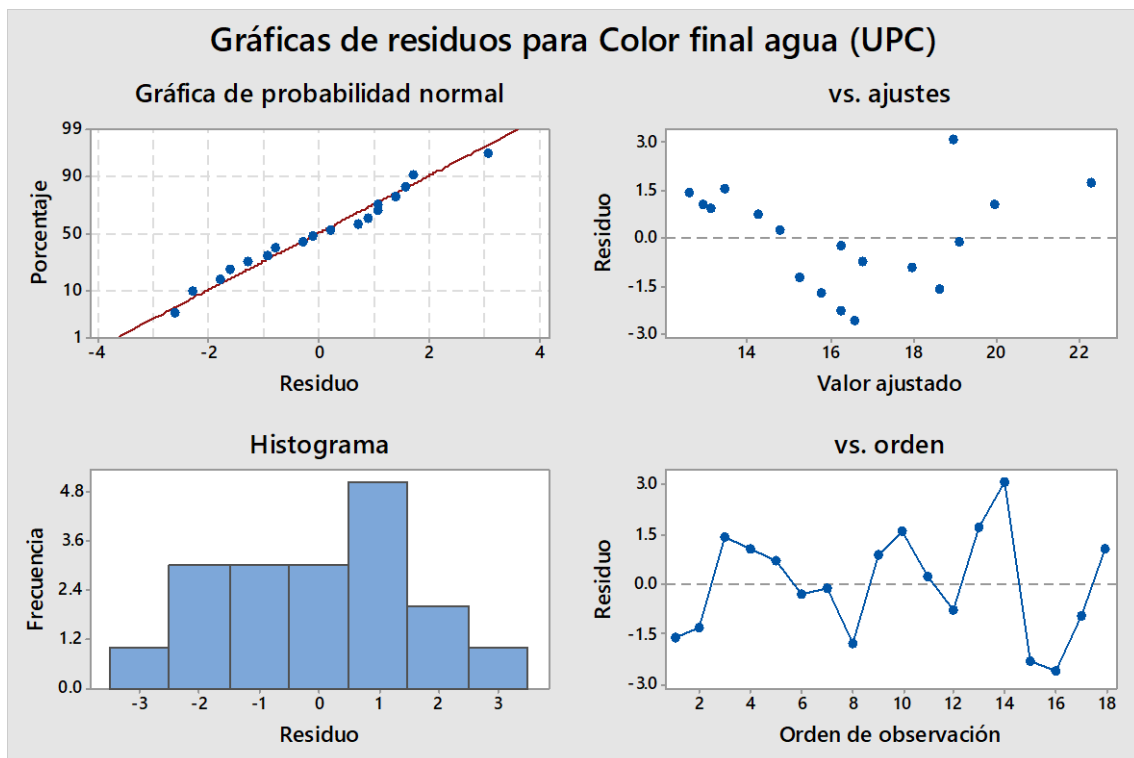 Gráficas de residuos para Color final agua (UPC)
Gráfica de probabilidad normal
99
90
50
10
1
Porcentaje
-4 -2 0 2 4
Residuo
vs. ajustes
3.0
1.5
0.0
-1.5
-3.0
Residuo
14 16 18 20 22
Valor ajustado
Histograma
4.8
3.6
2.4
1.2
0.0
Frecuencia
-3 -2 -1 0 1 2 3
Residuo
vs. orden
3.0
1.5
0.0
-1.5
-3.0
Residuo
2 4 6 8 10 12 14 16 18
Orden de observación